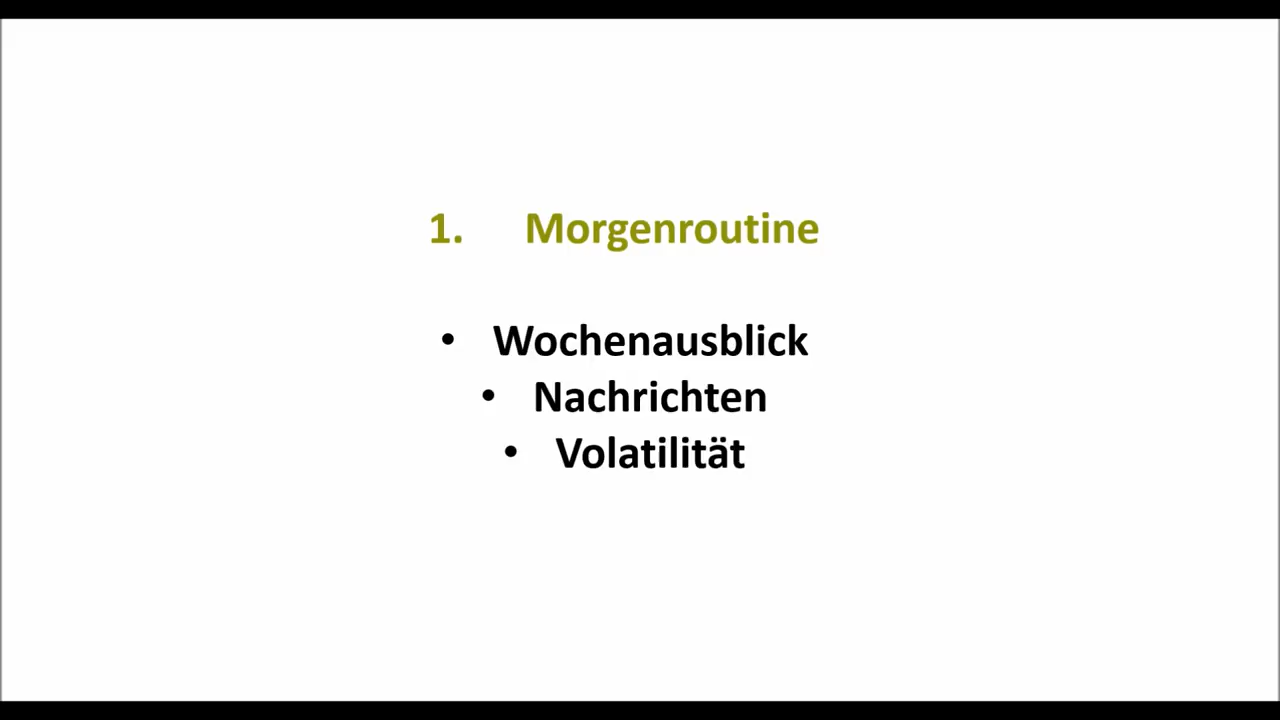 1. Morgenroutine
• Wochenausblick
• Nachrichten
• Volatilität